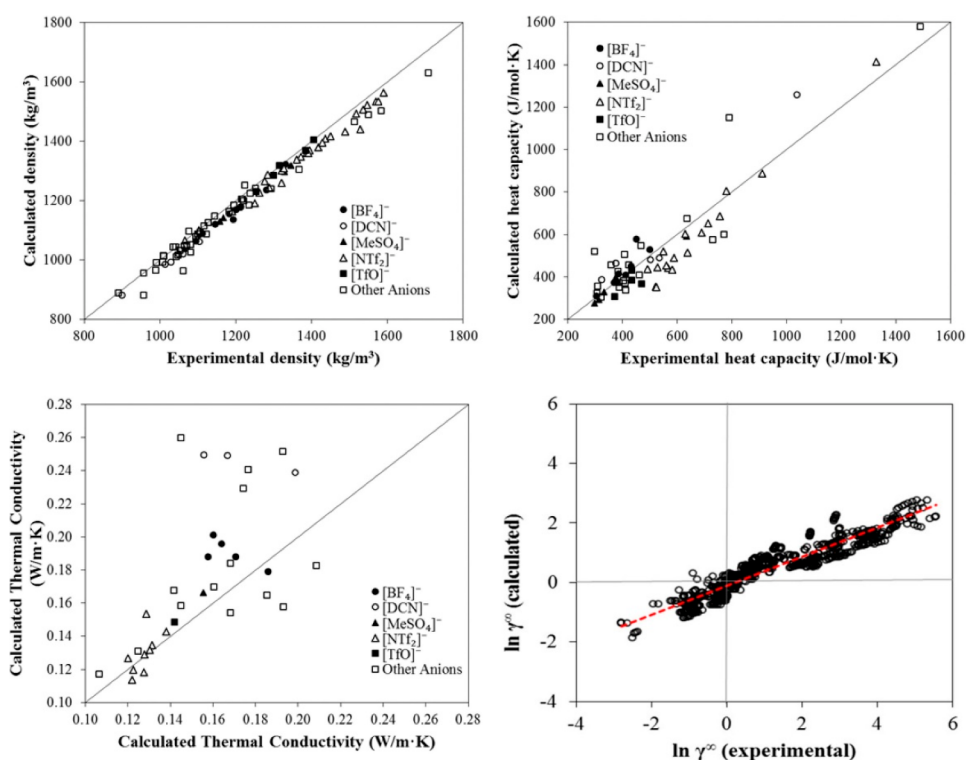 1800
1600
1400
1200
1000
800
800 1000 1200 1400 1600 1800
Calculated density (kg/m³)
Experimental density (kg/m³)
[BF₄]⁻
[DCN]⁻
[MeSO₄]⁻
[NTf₂]⁻
[TfO]⁻
Other Anions
1600
1400
1200
1000
800
600
400
200
200 400 600 800 1000 1200 1400 1600
Calculated heat capacity (J/mol·K)
Experimental heat capacity (J/mol·K)
[BF₄]⁻
[DCN]⁻
[MeSO₄]⁻
[NTf₂]⁻
[TfO]⁻
Other Anions
0.28
0.26
0.24
0.22
0.20
0.18
0.16
0.14
0.12
0.10
0.10 0.12 0.14 0.16 0.18 0.20 0.22 0.24 0.26 0.28
Calculated Thermal Conductivity
(W/m·K)
Calculated Thermal Conductivity (W/m·K)
[BF₄]⁻
[DCN]⁻
[MeSO₄]⁻
[NTf₂]⁻
[TfO]⁻
Other Anions
6
4
2
0
-2
-4
-4 -2 0 2 4 6
ln γ∞ (calculated)
ln γ∞ (experimental)